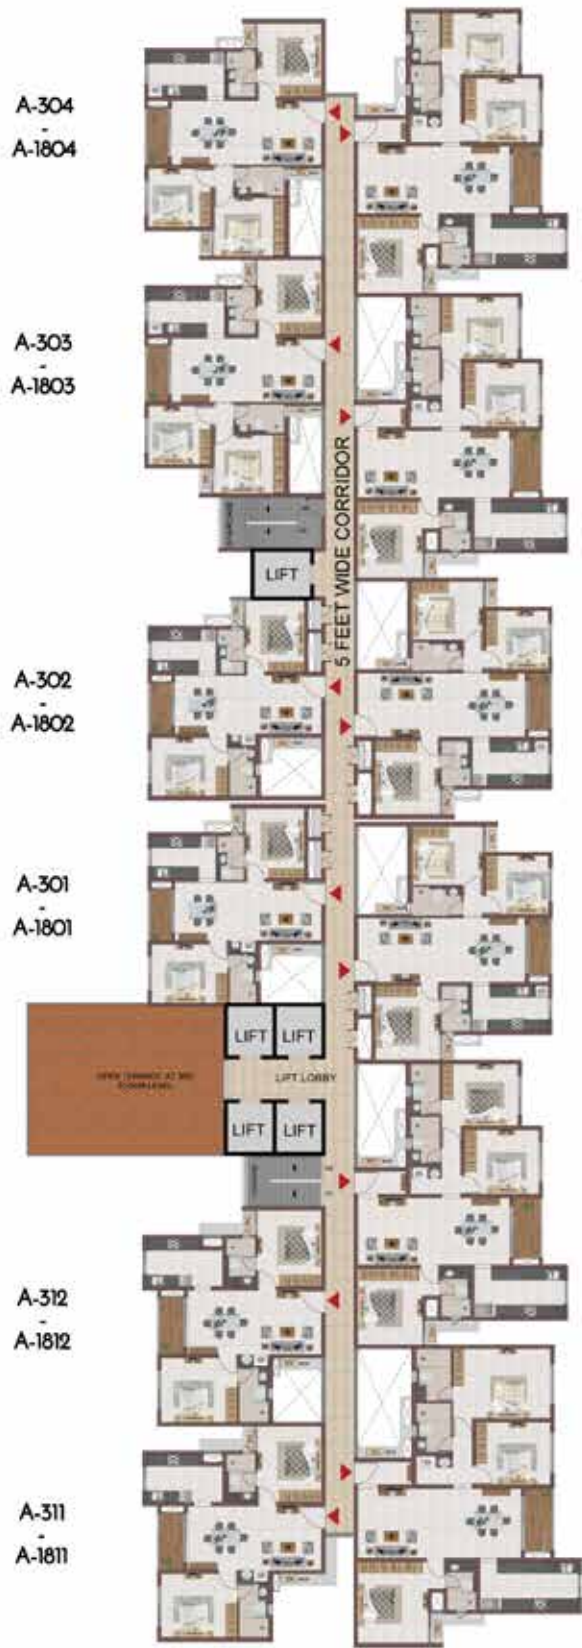 A-304
-
A-1804
A-303
-
A-1803
5 FEET WIDE CORRIDOR
LIFT
A-302
-
A-1802
A-301
-
A-1801
LIFT LIFT
LIFT LOBBY
LIFT LIFT
A-312
-
A-1812
A-311
-
A-1811